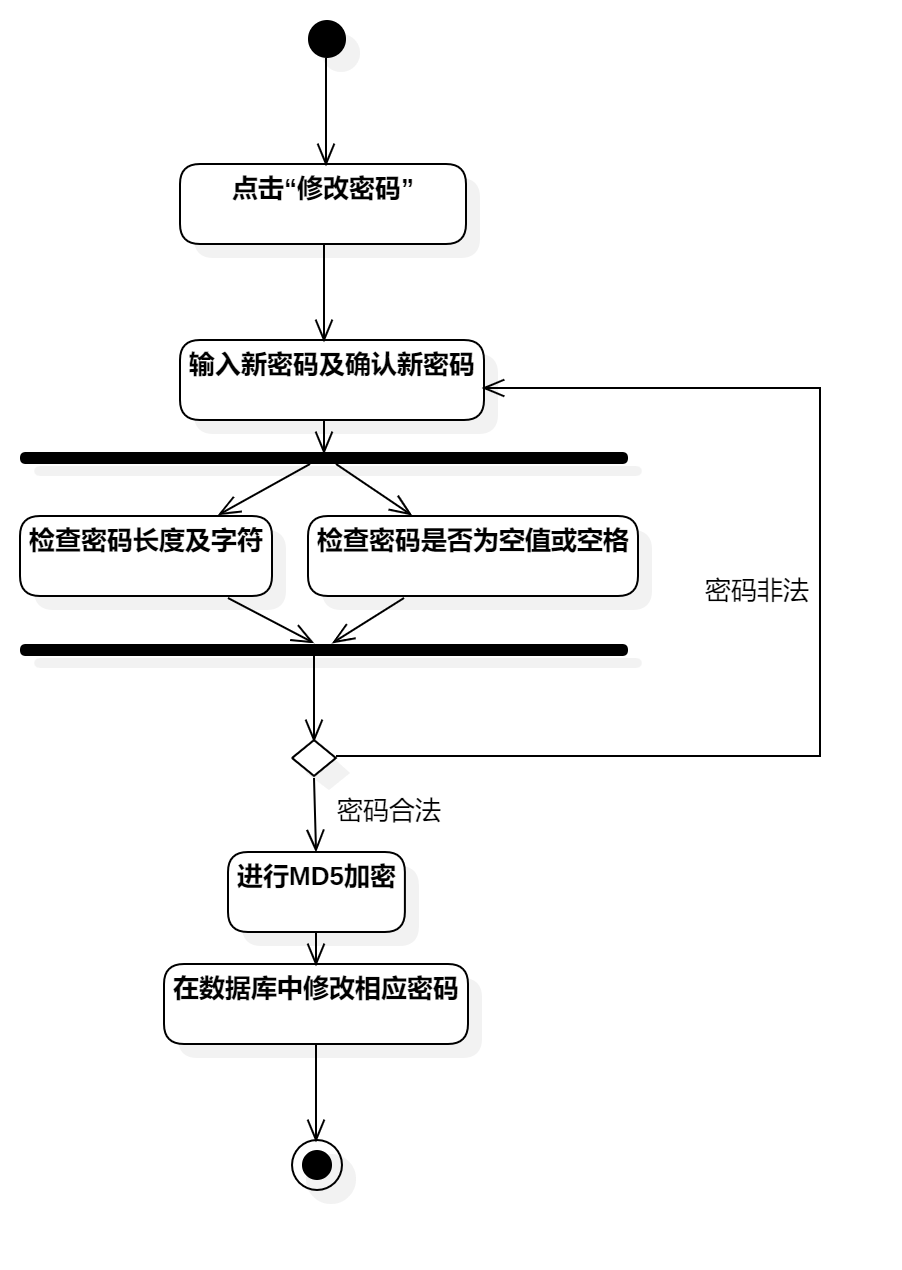 点击“修改密码”
输入新密码及确认新密码
检查密码长度及字符
检查密码是否为空值或空格
密码非法
密码合法
进行MD5加密
在数据库中修改相应密码